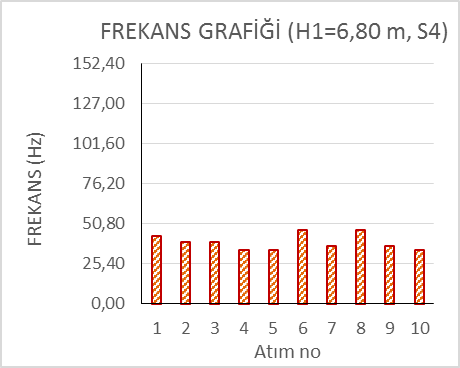 FREKANS GRAFİĞİ (H1=6,80 m, S4)
152,40
127,00
101,60
76,20
50,80
25,40
0,00
FREKANS (Hz)
1 2 3 4 5 6 7 8 9 10
Atım no